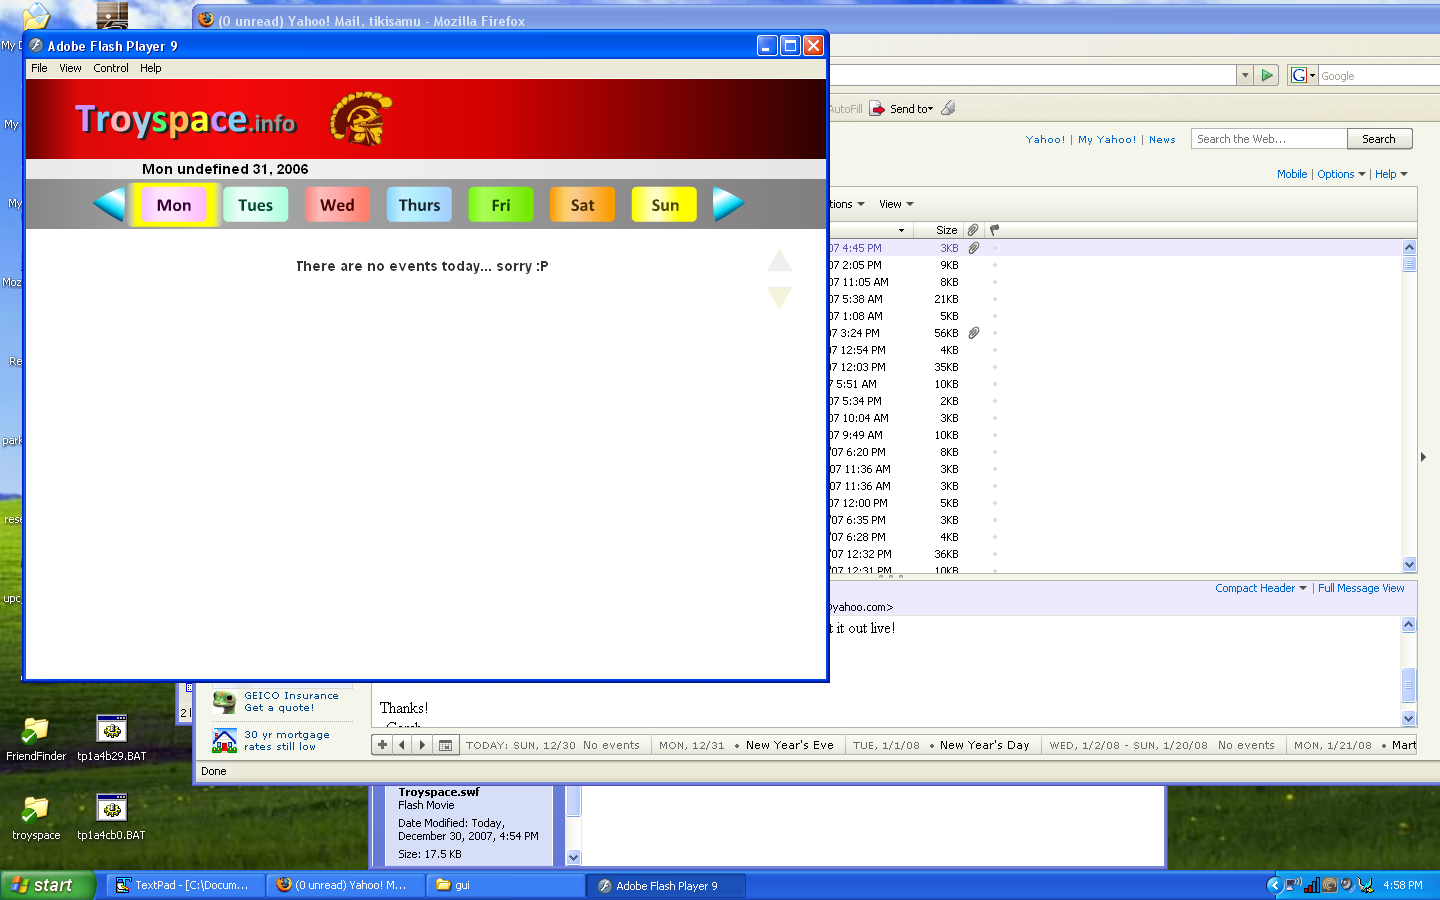 (0 unread) Yahoo! Mail, tikisamu - Mozilla Firefox
Adobe Flash Player 9
File View Control Help
Troyspace.info
Mon undefined 31, 2006
Mon Tues Wed Thurs Fri Sat Sun
There are no events today... sorry :P
Google
AutoFill Send to
Yahoo! | My Yahoo! | News
Search the Web...
Search
Mobile | Options | Help
View
Size
07 4:45 PM 3KB
07 2:05 PM 9KB
07 11:05 AM 8KB
07 5:38 AM 21KB
07 1:08 AM 5KB
07 3:24 PM 56KB
07 12:54 PM 4KB
07 12:03 PM 35KB
7 5:51 AM 10KB
07 5:34 PM 2KB
07 10:04 AM 3KB
07 9:49 AM 10KB
07 6:20 PM 8KB
07 11:36 AM 3KB
07 11:36 AM 3KB
07 12:00 PM 5KB
07 6:35 PM 3KB
07 6:28 PM 4KB
07 12:32 PM 36KB
07 12:31 PM 10KB
Compact Header | Full Message View
@yahoo.com>
t it out live!
Thanks!
GEICO Insurance
Get a quote!
30 yr mortgage
rates still low
TODAY: SUN, 12/30 No events MON, 12/31 • New Year's Eve TUE, 1/1/08 • New Year's Day WED, 1/2/08 - SUN, 1/20/08 No events MON, 1/21/08 • Mart
Done
My
My
My
Moz
Re
park
rese
upc
FriendFinder
tp1a4b29.BAT
troyspace
tp1a4cb0.BAT
Troyspace.swf
Flash Movie
Date Modified: Today,
December 30, 2007, 4:54 PM
Size: 17.5 KB
start
TextPad - [C:\Docum...
(0 unread) Yahoo! M...
gui
Adobe Flash Player 9
4:58 PM